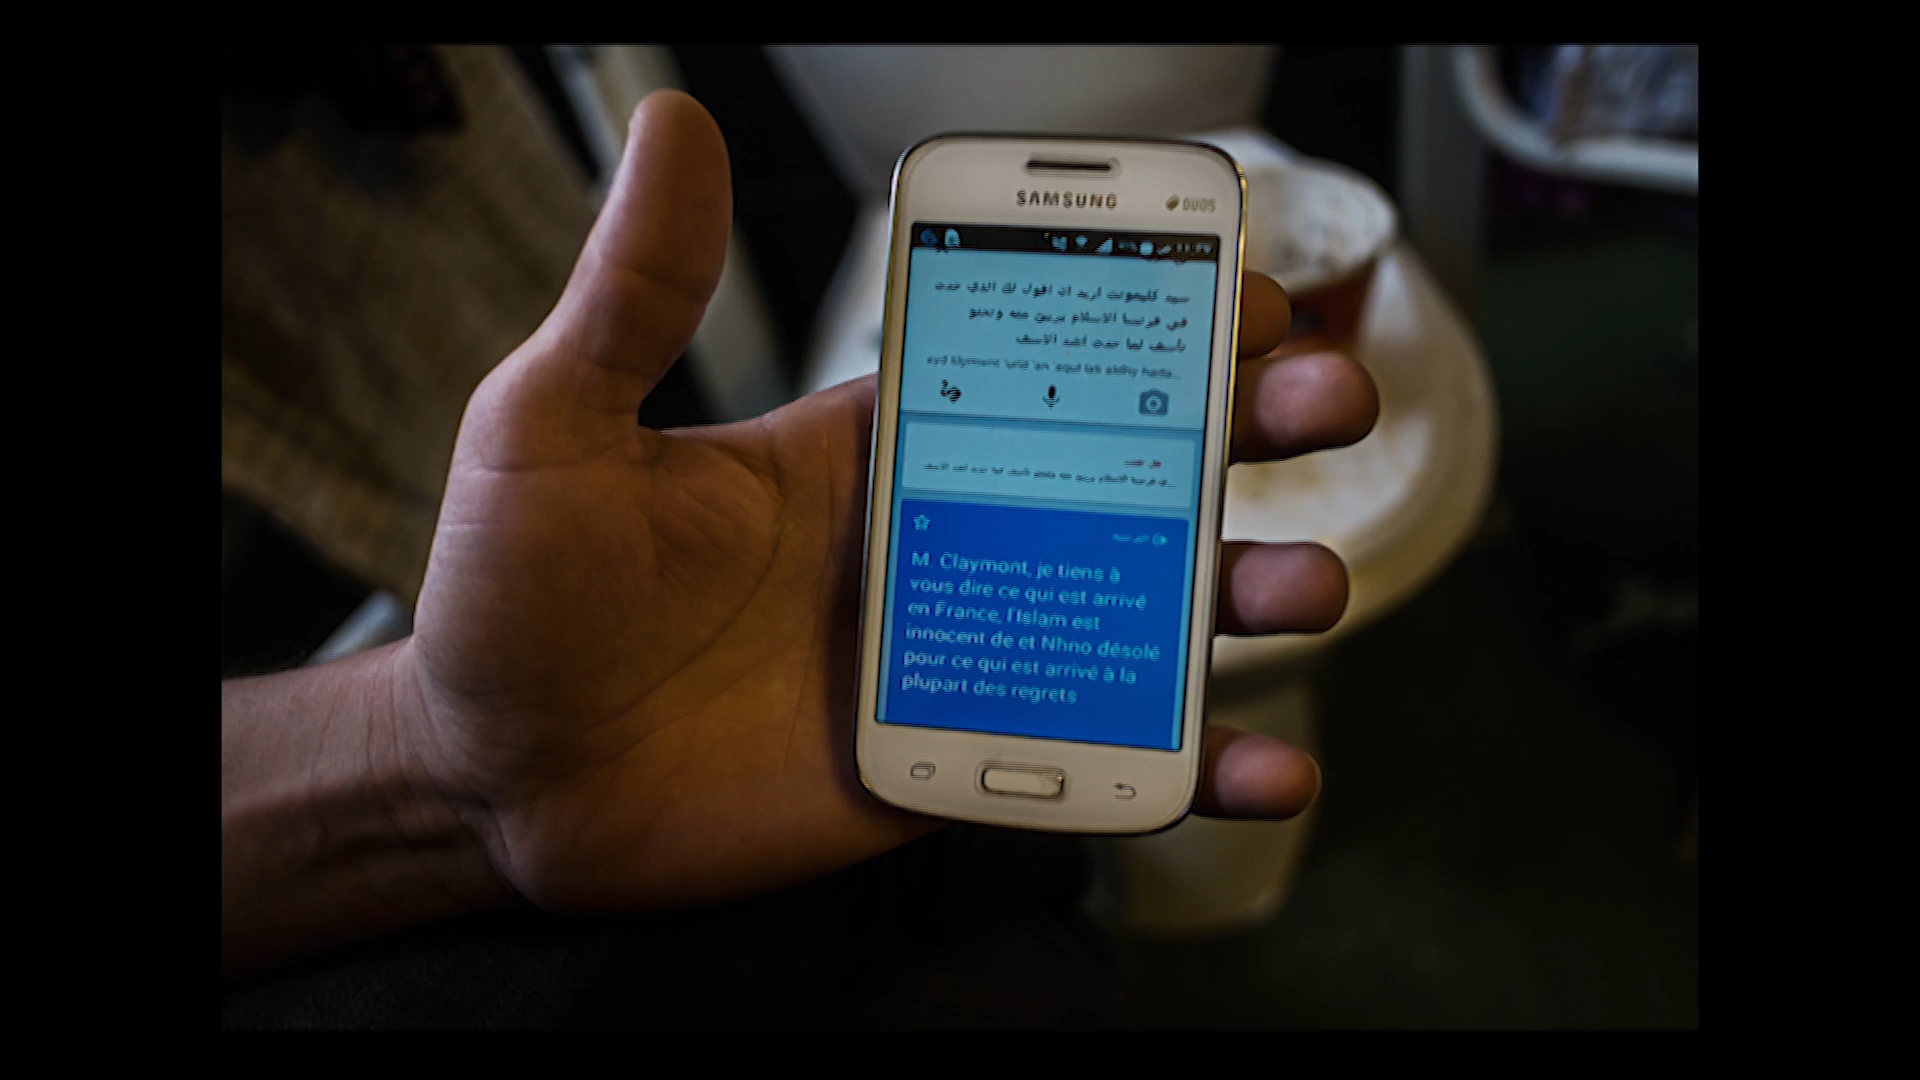 SAMSUNG
DUOS
سيد كليمونت اريد ان اقول لك الذي حدث
في فرنسا الاسلام بريئ منه ونحنو
نأسف لما حدث اشد الاسف
M. Claymont, je tiens à
vous dire ce qui est arrivé
en France, l'Islam est
innocent de et Nhno désolé
pour ce qui est arrivé à la
plupart des regrets